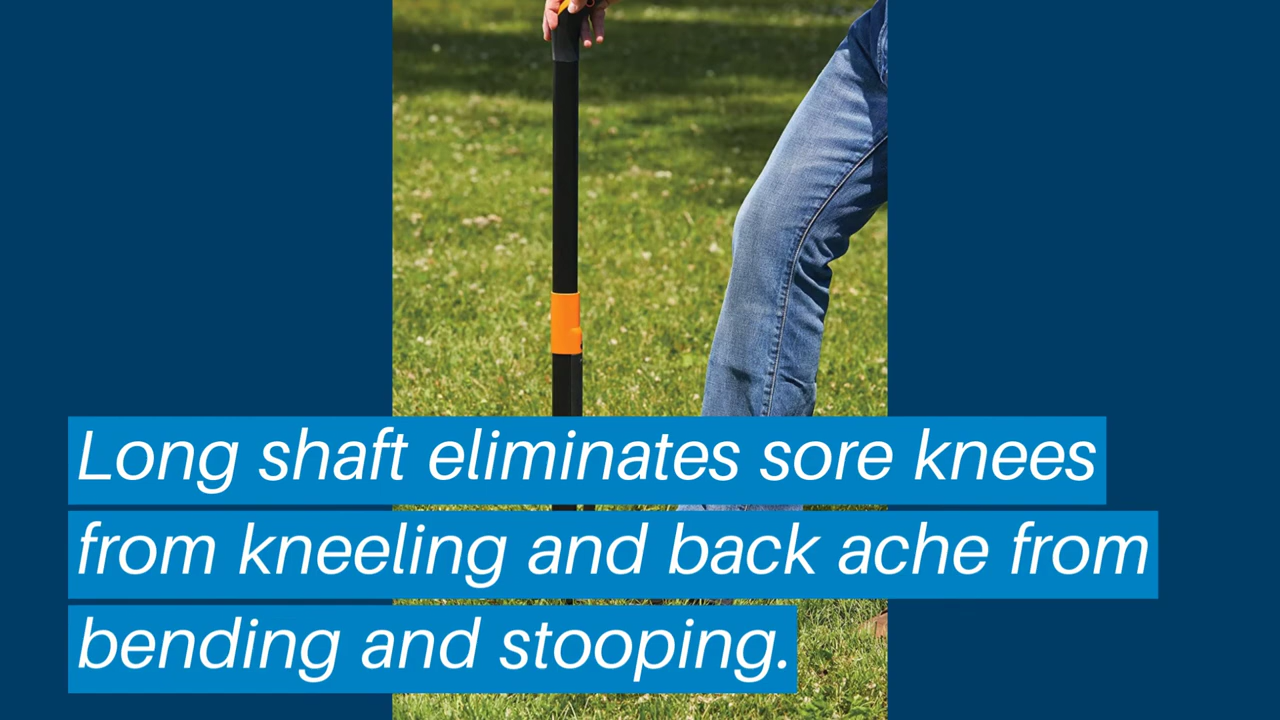 Long shaft eliminates sore knees
from kneeling and back ache from
bending and stooping.